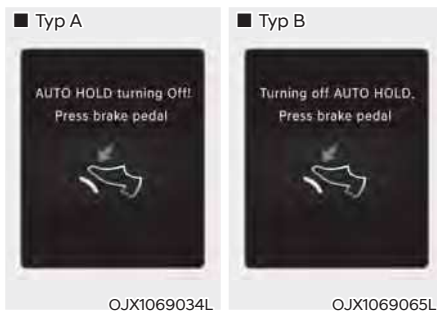 ■ Typ A
AUTO HOLD turning Off!
Press brake pedal
OJX1069034L
■ Typ B
Turning off AUTO HOLD.
Press brake pedal
OJX1069065L